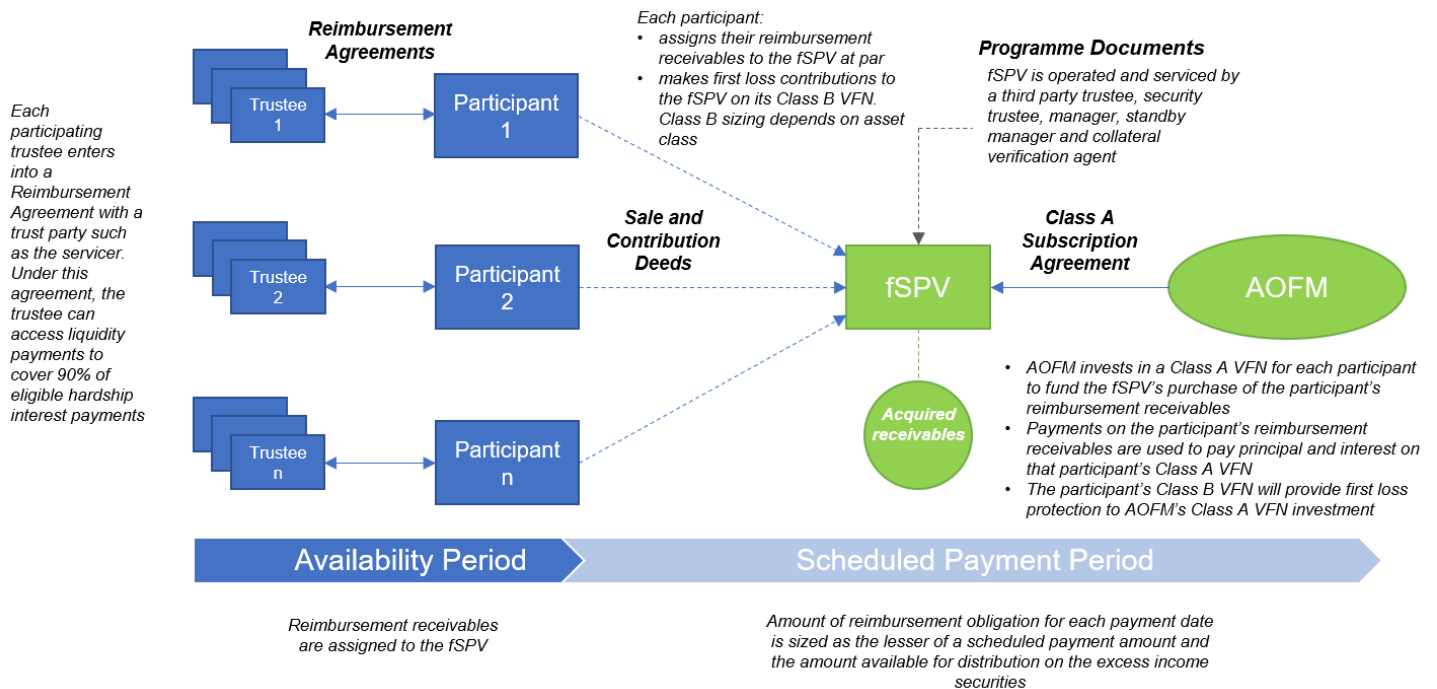 Reimbursement
Agreements
Each participant:
• assigns their reimbursement
receivables to the fSPV at par
• makes first loss contributions to
the fSPV on its Class B VFN.
Class B sizing depends on asset
class
Programme Documents
fSPV is operated and serviced by
a third party trustee, security
trustee, manager, standby
manager and collateral
verification agent
Each
participating
trustee enters
into a
Reimbursement
Agreement with a
trust party such
as the servicer.
Under this
agreement, the
trustee can
access liquidity
payments to
cover 90% of
eligible hardship
interest payments
Trustee
1
Participant
1
Trustee
2
Participant
2
Sale and
Contribution
Deeds
fSPV
Class A
Subscription
Agreement
AOFM
Trustee
n
Participant
n
Acquired
receivables
• AOFM invests in a Class A VFN for each participant
to fund the fSPV's purchase of the participant's
reimbursement receivables
• Payments on the participant's reimbursement
receivables are used to pay principal and interest on
that participant's Class A VFN
• The participant's Class B VFN will provide first loss
protection to AOFM's Class A VFN investment
Availability Period
Scheduled Payment Period
Reimbursement receivables
are assigned to the fSPV
Amount of reimbursement obligation for each payment date
is sized as the lesser of a scheduled payment amount and
the amount available for distribution on the excess income
securities